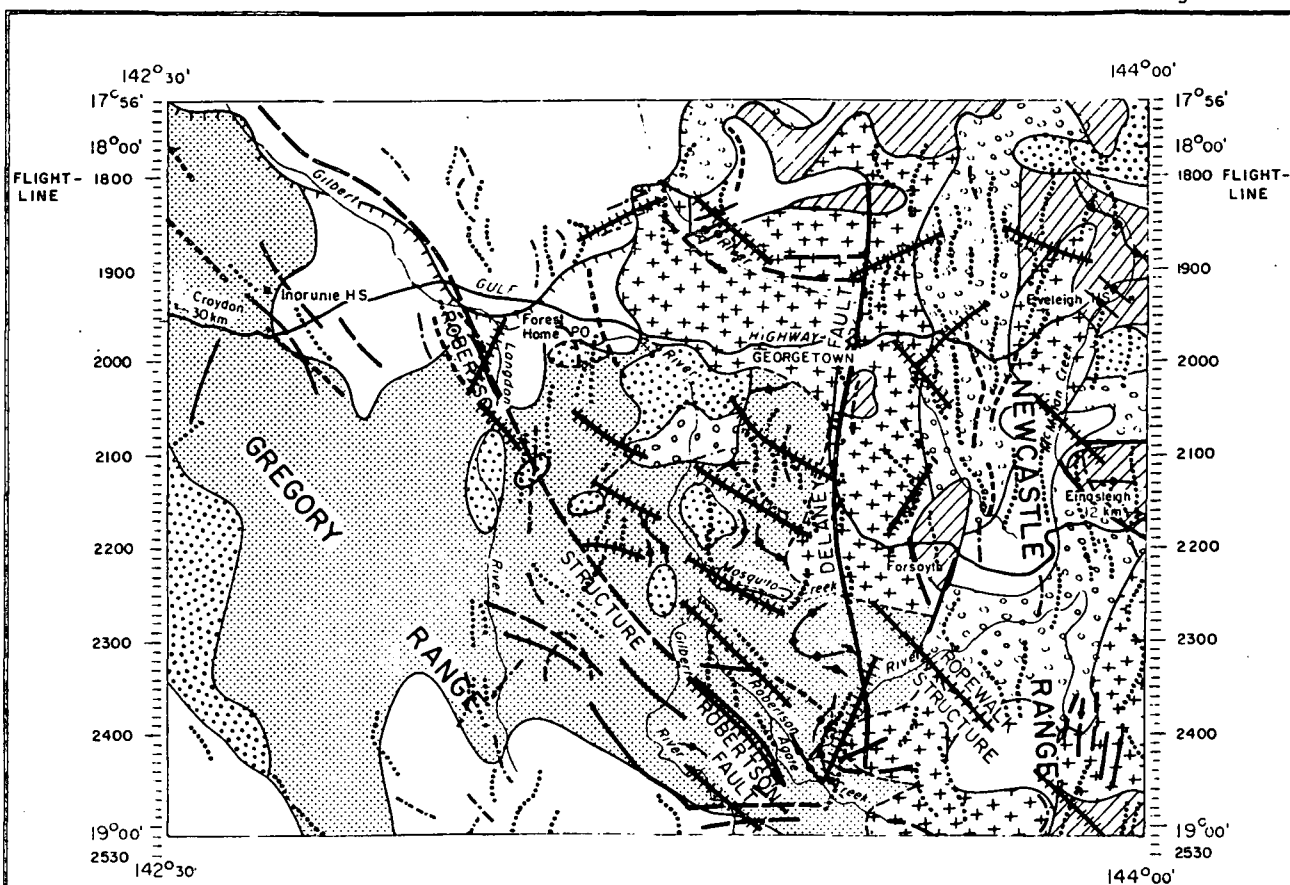 142° 30'
144° 00'
17° 56'
17° 56'
18° 00'
18° 00'
FLIGHT-
LINE
1800
1800
FLIGHT-
LINE
Gilbert
River
1900
1900
Inorunie HS
GULF
Eveleigh HS
Croydon
30 km
Forest
Home PO
HIGHWAY
2000
2000
River
GEORGETOWN
ROBERTSON
Langdon
FAULT
Creek
NEWCASTLE
2100
2100
GREGORY
Einasleigh
12 km
DELANEY
2200
2200
River
Forsayth
Mosquito
Creek
STRUCTURE
2300
2300
Gilbert
RANGE
River
ROPEWALK
STRUCTURE
Robertson
RANGE
2400
2400
ROBERTSON
FAULT
River
Agate
Creek
19° 00'
19° 00'
2530
2530
142° 30'
144° 00'